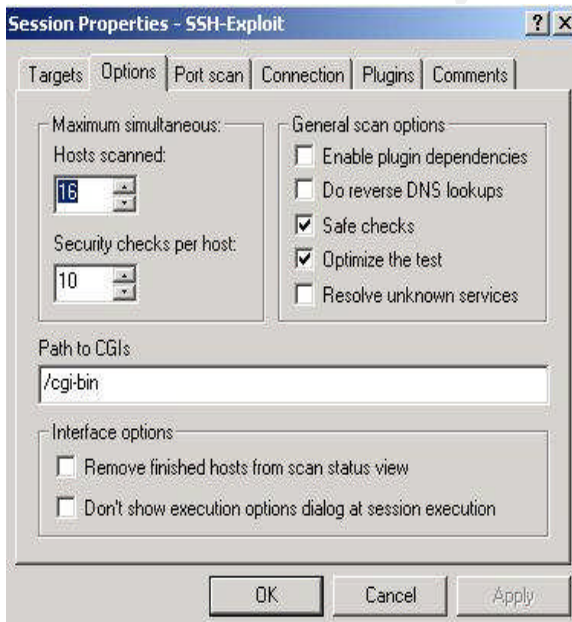 Session Properties - SSH-Exploit
Targets Options Port scan Connection Plugins Comments
Maximum simultaneous:
Hosts scanned:
16
Security checks per host:
10
General scan options
Enable plugin dependencies
Do reverse DNS lookups
Safe checks
Optimize the test
Resolve unknown services
Path to CGIs
/cgi-bin
Interface options
Remove finished hosts from scan status view
Don't show execution options dialog at session execution
OK Cancel Apply